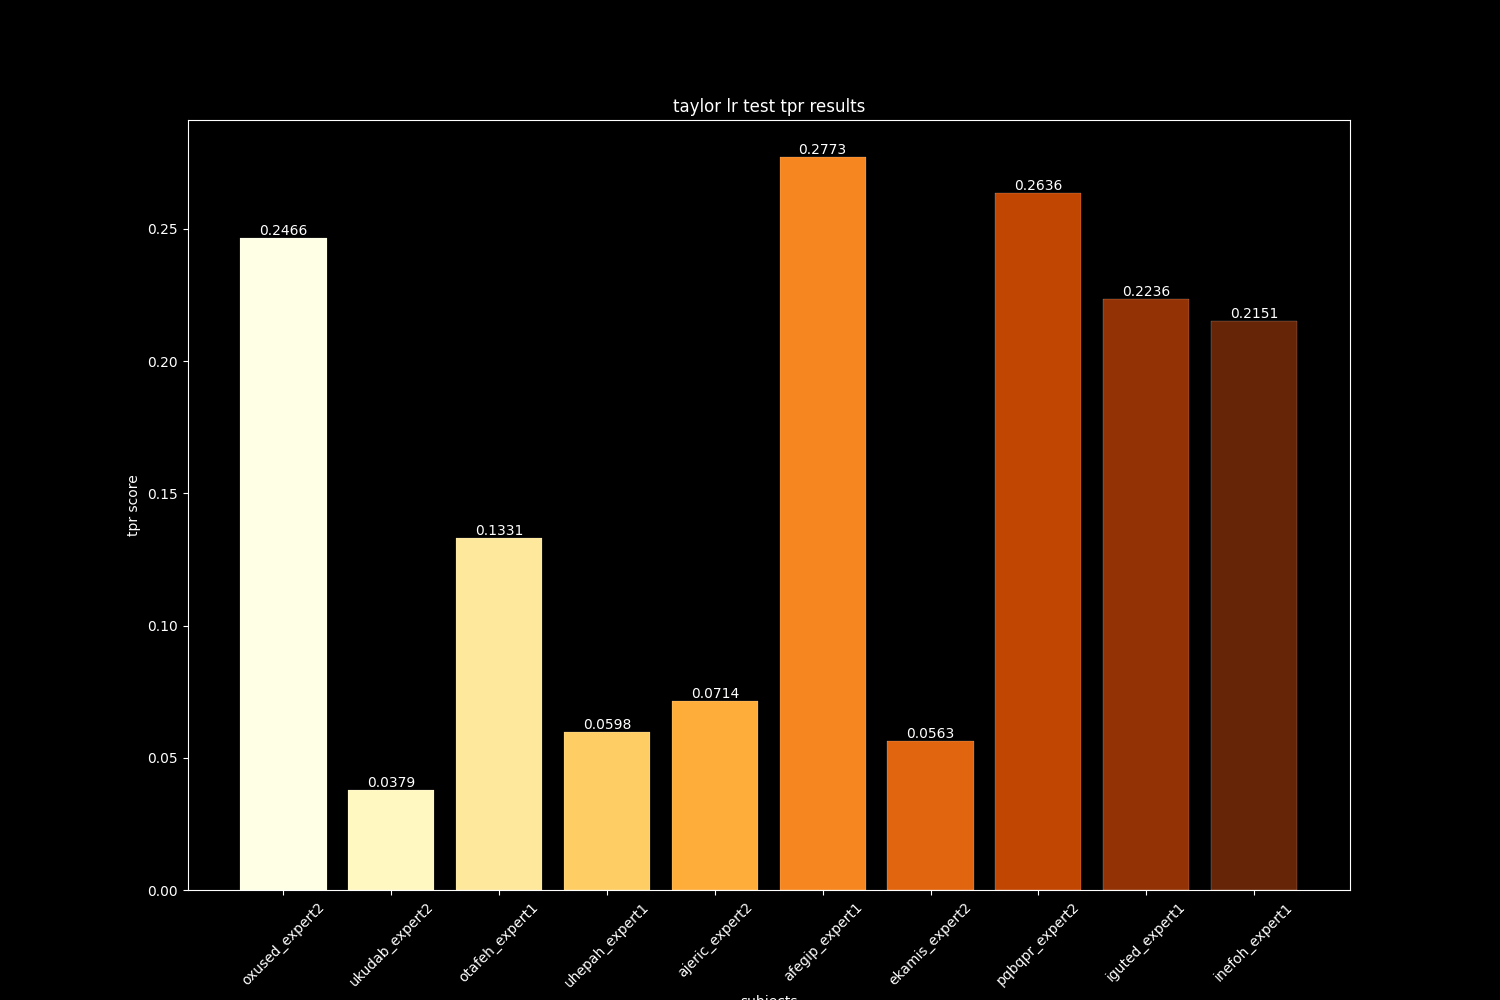 taylor lr test tpr results
0.2773
0.2636
0.2466
0.2236
0.2151
0.1331
0.0714
0.0598
0.0563
0.0379
0.25
0.20
0.15
0.10
0.05
0.00
tpr score
oxused_expert2
ukudab_expert2
otafeh_expert1
uhepah_expert1
ajeric_expert2
afegip_expert1
ekamis_expert2
pqbqpr_expert2
iguted_expert1
inefoh_expert1
subjects